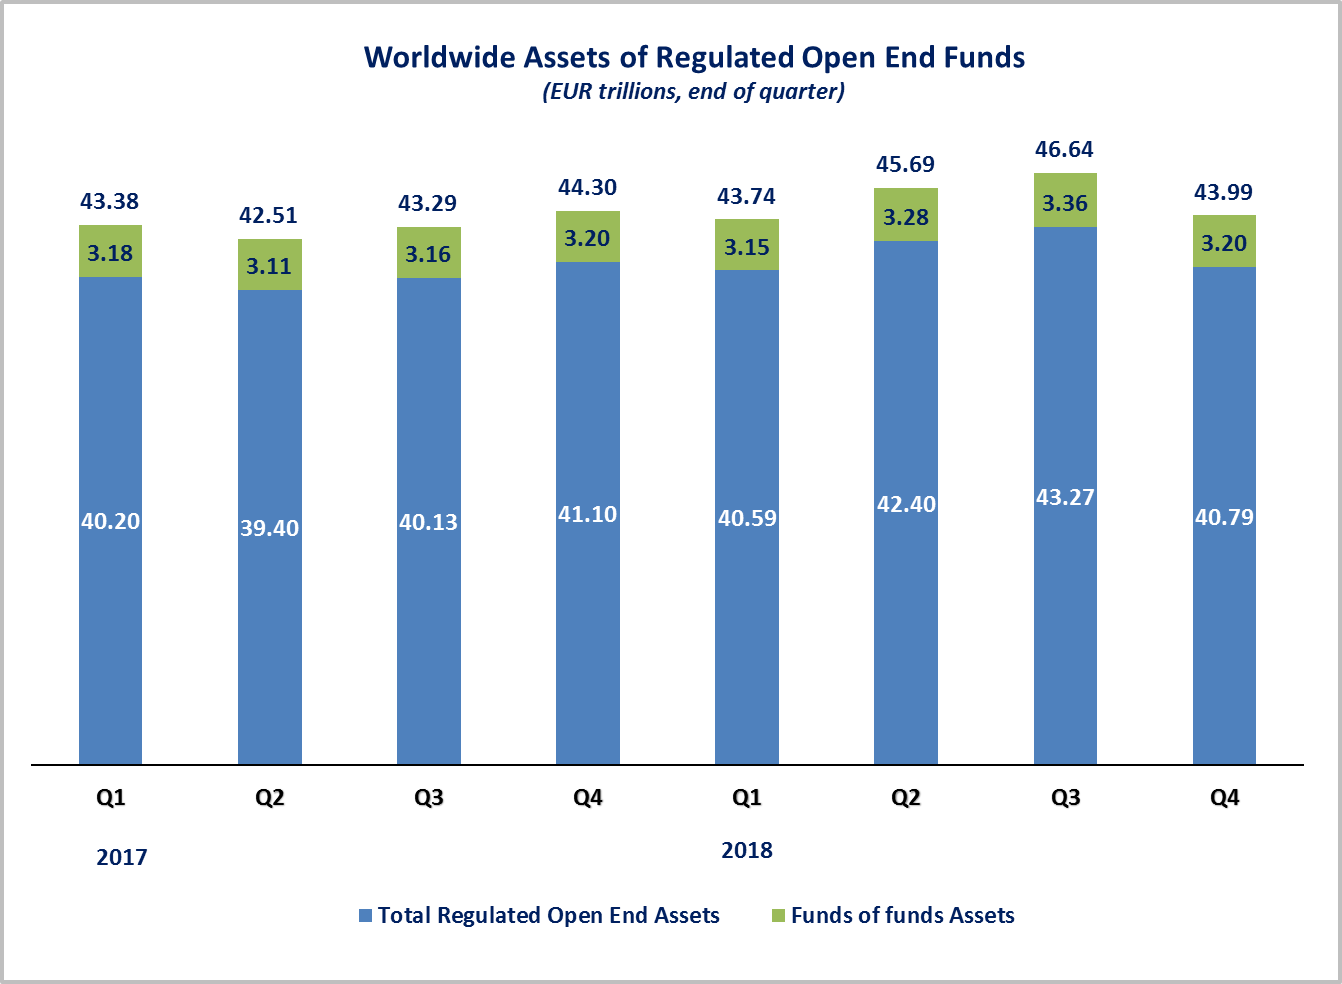 Worldwide Assets of Regulated Open End Funds
(EUR trillions, end of quarter)
43.38 42.51 43.29 44.30 43.74 45.69 46.64 43.99
3.18 3.11 3.16 3.20 3.15 3.28 3.36 3.20
40.20 39.40 40.13 41.10 40.59 42.40 43.27 40.79
Q1 Q2 Q3 Q4 Q1 Q2 Q3 Q4
2017 2018
Total Regulated Open End Assets Funds of funds Assets